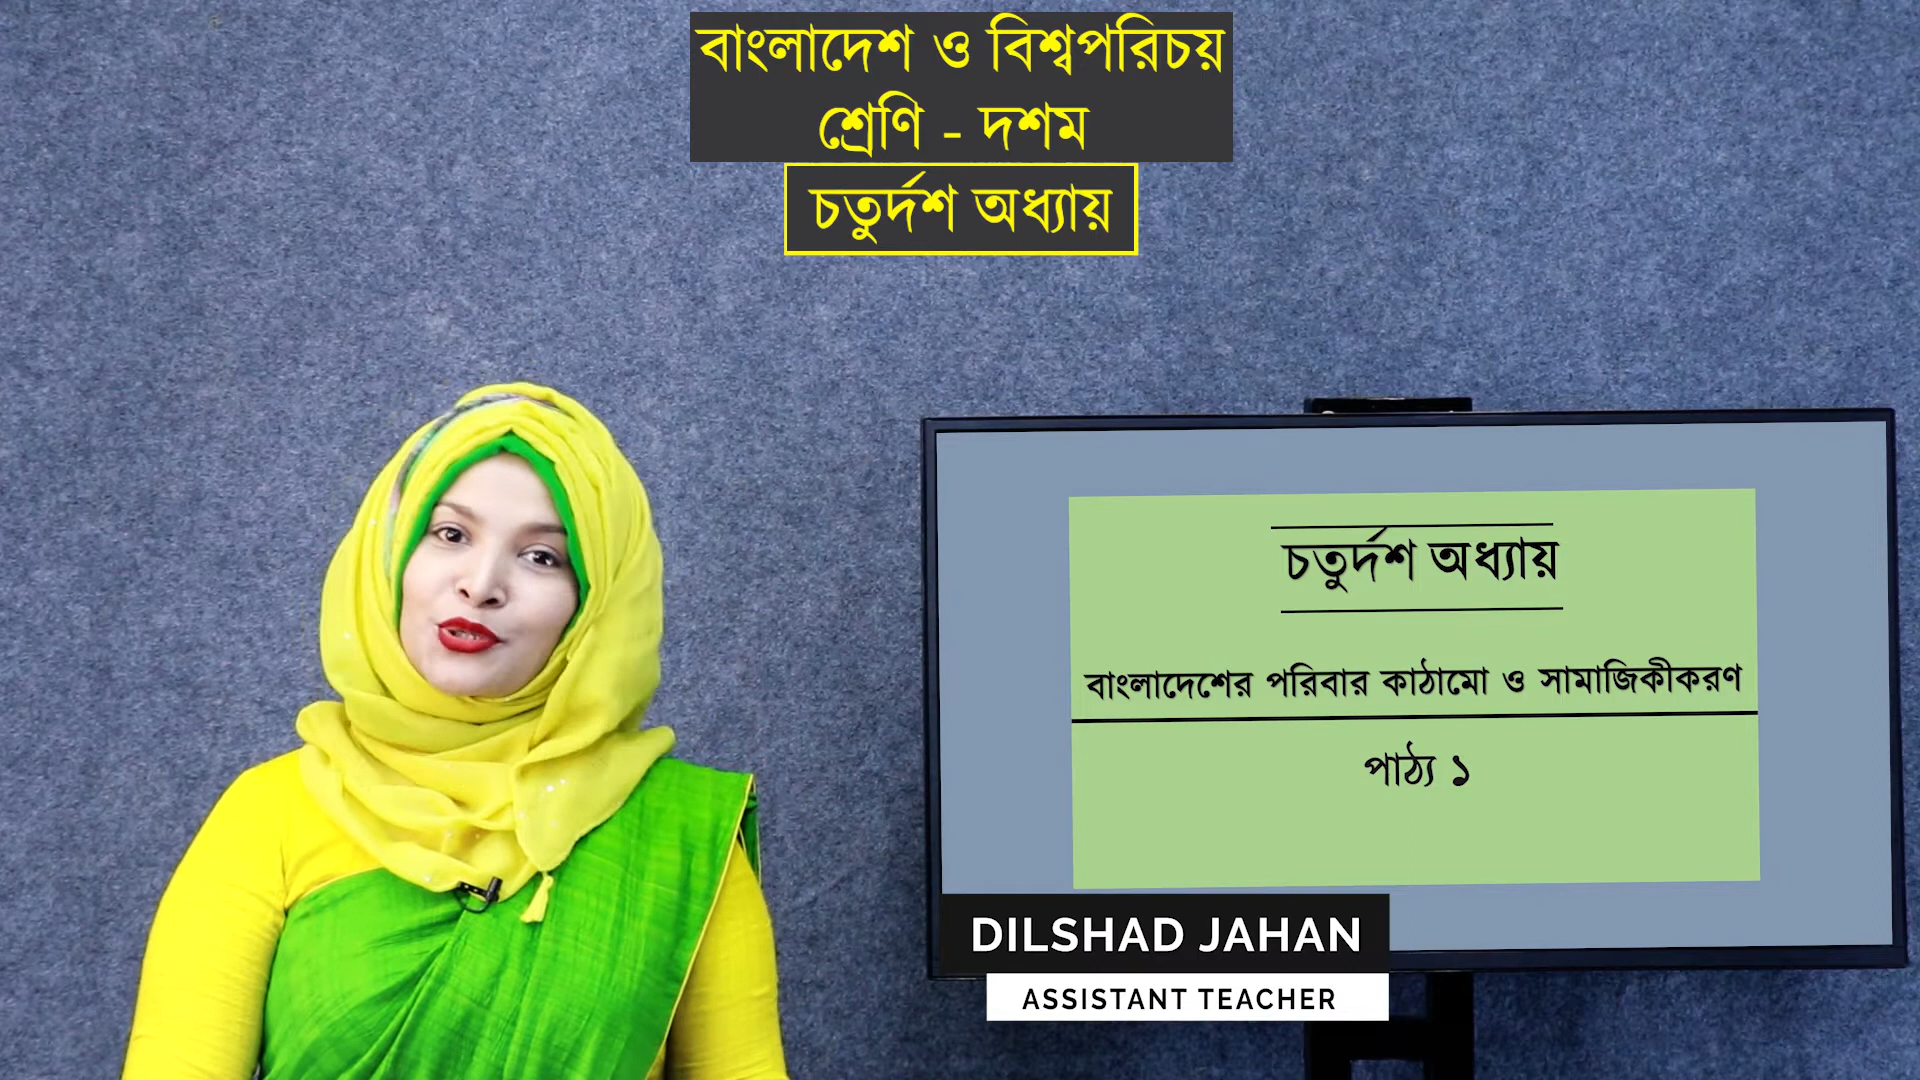 বাংলাদেশ ও বিশ্বপরিচয়
শ্রেণি - দশম
চতুর্দশ অধ্যায়
চতুর্দশ অধ্যায়
বাংলাদেশের পরিবার কাঠামো ও সামাজিকীকরণ
পাঠ্য ১
DILSHAD JAHAN
ASSISTANT TEACHER